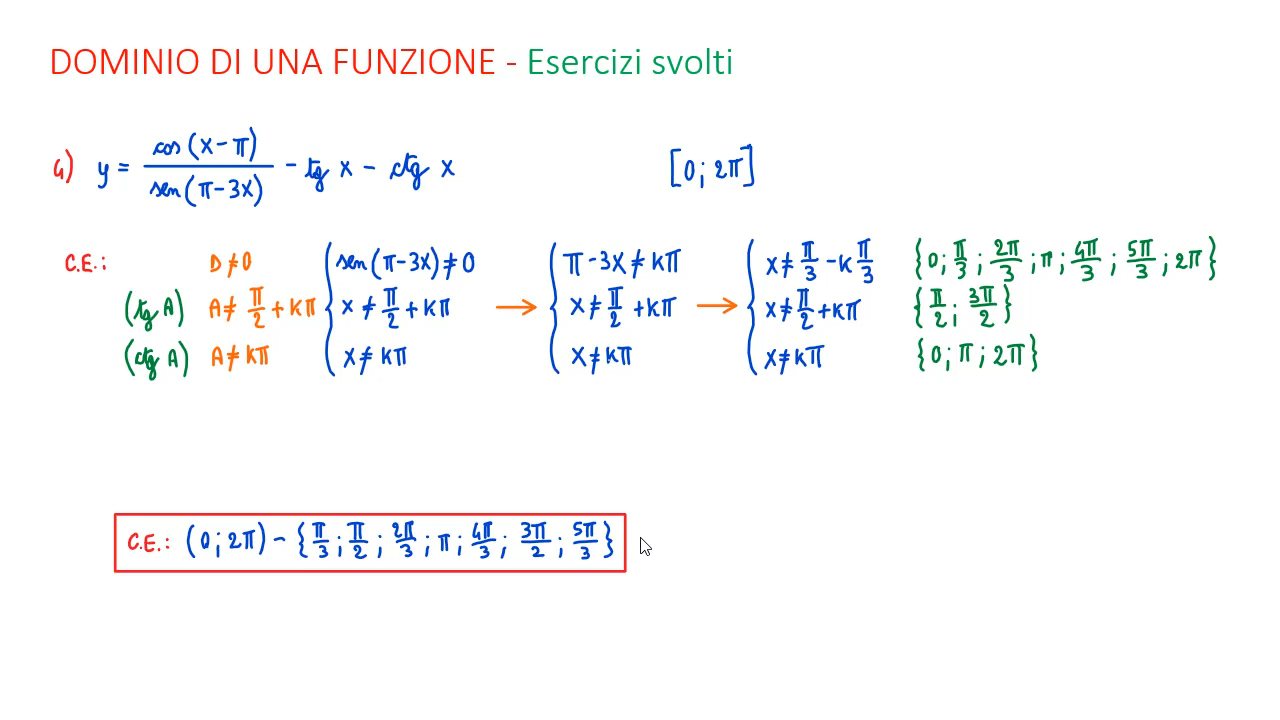 DOMINIO DI UNA FUNZIONE - Esercizi svolti
4) y = cos(x-π) / sen(π-3x) - tg x - ctg x [0; 2π]
C.E.: D≠0 { sen(π-3x)≠0 { π-3x≠kπ { x≠π/3-kπ/3 {0; π/3; 2π/3; π; 4π/3; 5π/3; 2π}
(tg A) A≠π/2+kπ x≠π/2+kπ → x≠π/2+kπ → x≠π/2+kπ {π/2; 3π/2}
(ctg A) A≠kπ x≠kπ x≠kπ x≠kπ {0; π; 2π}
C.E.: (0; 2π) - {π/3; π/2; 2π/3; π; 4π/3; 3π/2; 5π/3}